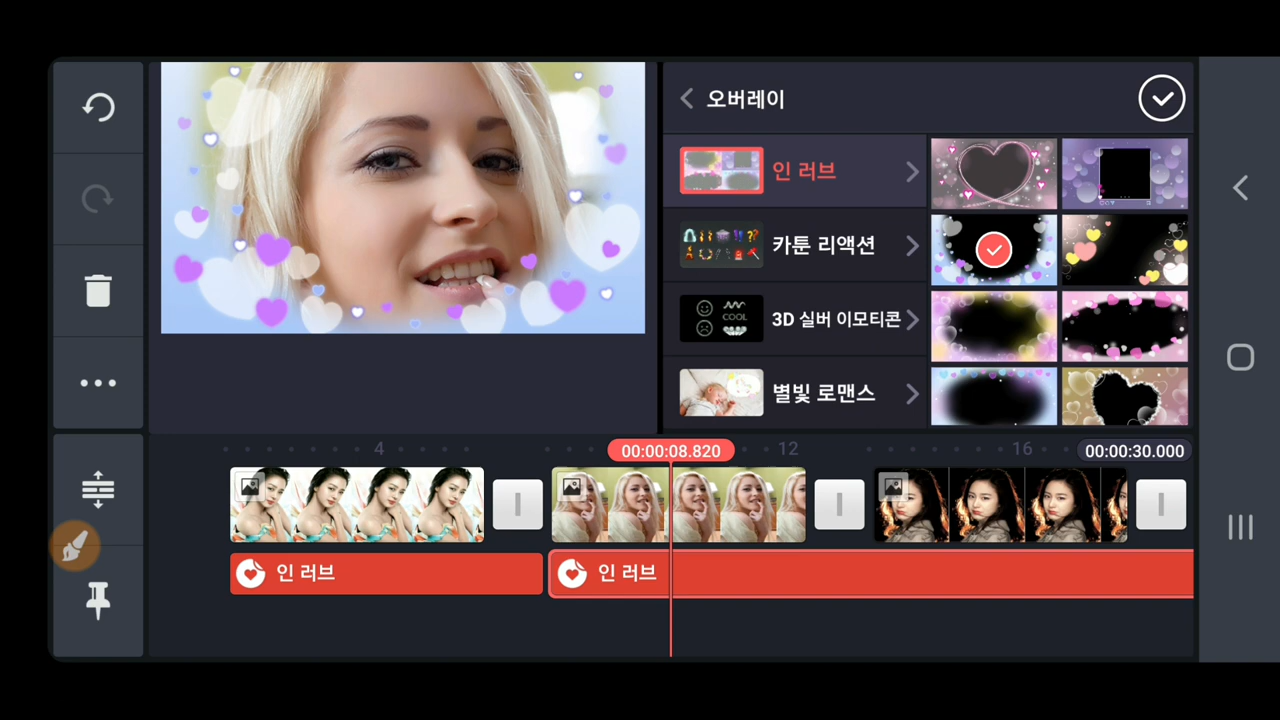 오버레이
인 러브
카툰 리액션
COOL
3D 실버 이모티콘
별빛 로맨스
4
00:00:08.820
12
16
00:00:30.000
인 러브
인 러브